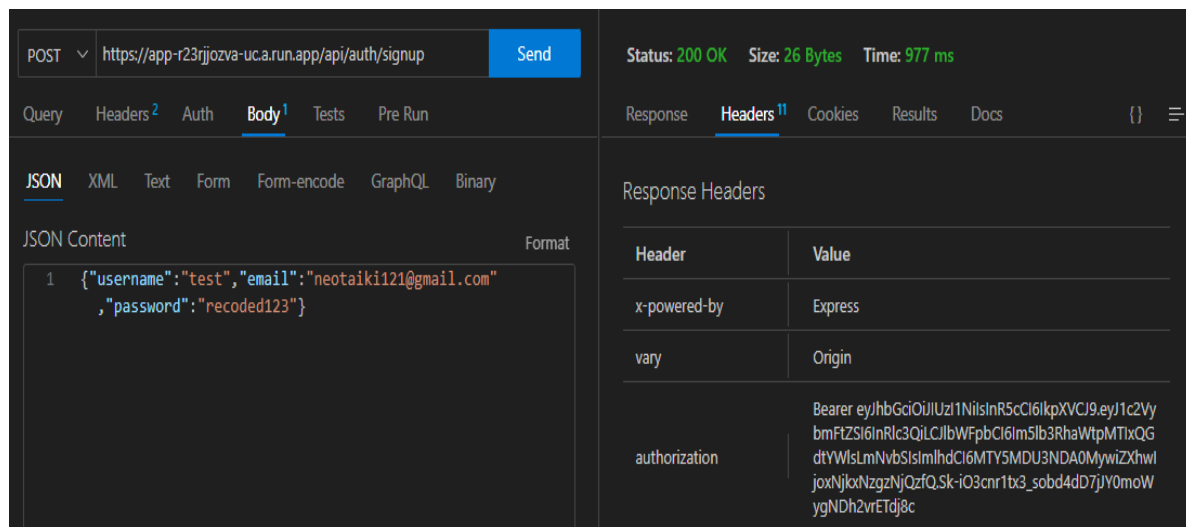 POST https://app-r23rjjozva-uc.a.run.app/api/auth/signup Send
Query Headers 2 Auth Body 1 Tests Pre Run
JSON XML Text Form Form-encode GraphQL Binary
JSON Content Format
1 {"username":"test","email":"neotaiki121@gmail.com"
,"password":"recoded123"}
Status: 200 OK Size: 26 Bytes Time: 977 ms
Response Headers 11 Cookies Results Docs {}
Response Headers
Header Value
x-powered-by Express
vary Origin
authorization
Bearer eyJhbGciOiJIUzI1NiIsInR5cCI6IkpXVCJ9.eyJ1c2Vy
bmFtZSI6InRlc3QiLCJlbWFpbCI6Im5lb3RhaWtpMTIxQG
dtYWlsLmNvbSIsImlhdCI6MTY5MDU3NDA0MywiZXhwI
joxNjkxNzgzNjQzfQ.Sk-iO3cnr1tx3_sobd4dD7jJY0moW
ygNDh2vrETdj8c